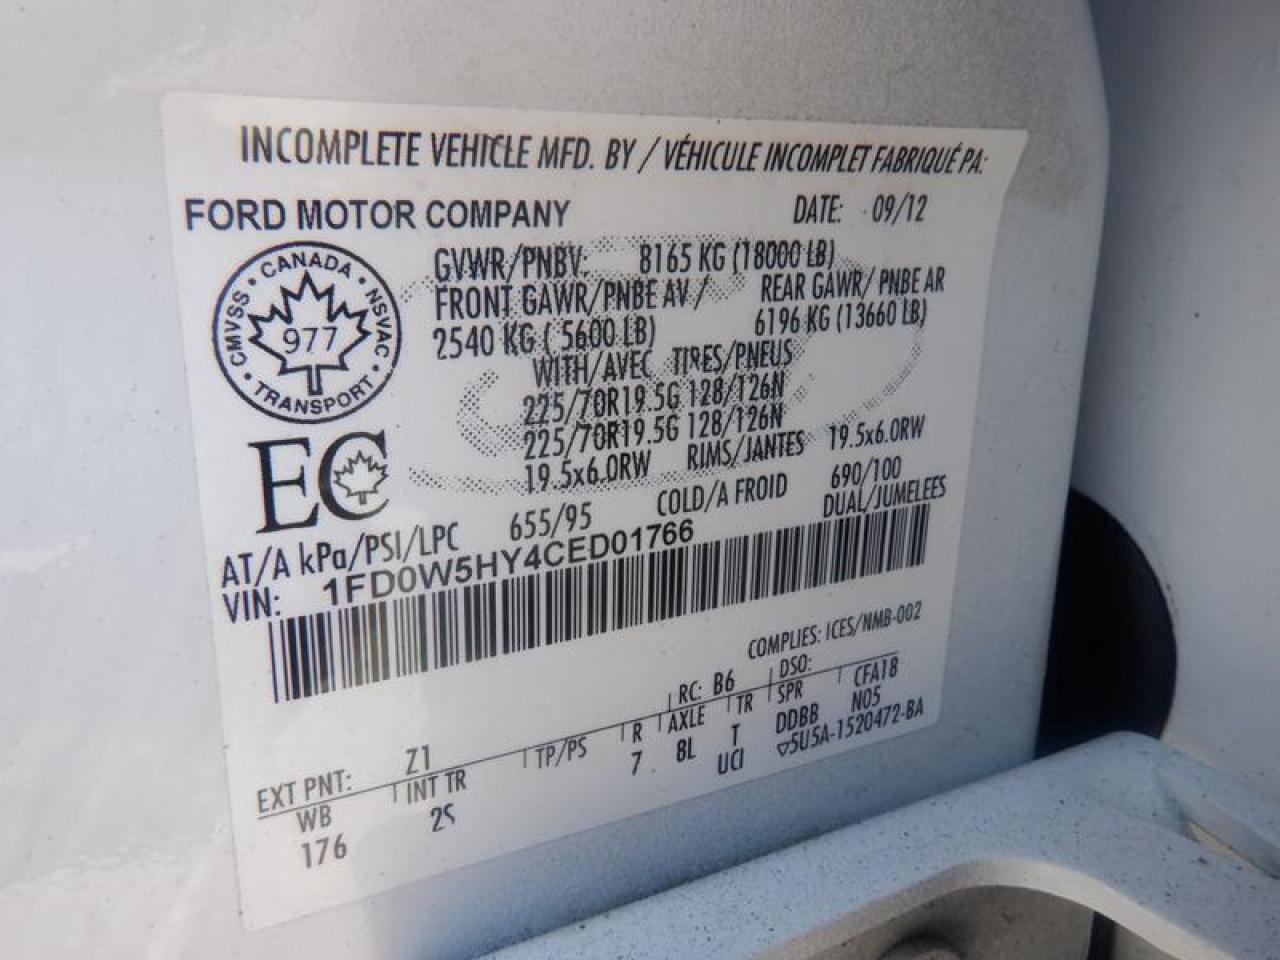 INCOMPLETE VEHICLE MFD. BY / VÉHICULE INCOMPLET FABRIQUÉ PA:
FORD MOTOR COMPANY DATE: 09/12
GVWR/PNBV: 8165 KG (18000 LB)
FRONT GAWR/PNBE AV / REAR GAWR/ PNBE AR
2540 KG ( 5600 LB) 6196 KG (13660 LB)
WITH/AVEC TIRES/PNEUS
225/70R19.5G 128/126N
225/70R19.5G 128/126N
19.5x6.0RW RIMS/JANTES 19.5x6.0RW
AT/A kPa/PSI/LPC 655/95 COLD/A FROID 690/100
DUAL/JUMELEES
CMVSS • CANADA • NSVAC • TRANSPORT •
977
EC
VIN: 1FD0W5HY4CED01766
COMPLIES: ICES/NMB-002
EXT PNT: Z1 RC: B6 DSO:
WB INT TR TP/PS R AXLE TR SPR CFA18
176 2S 7 8L T DDBB N05
UCI ▽5U5A-1520472-BA